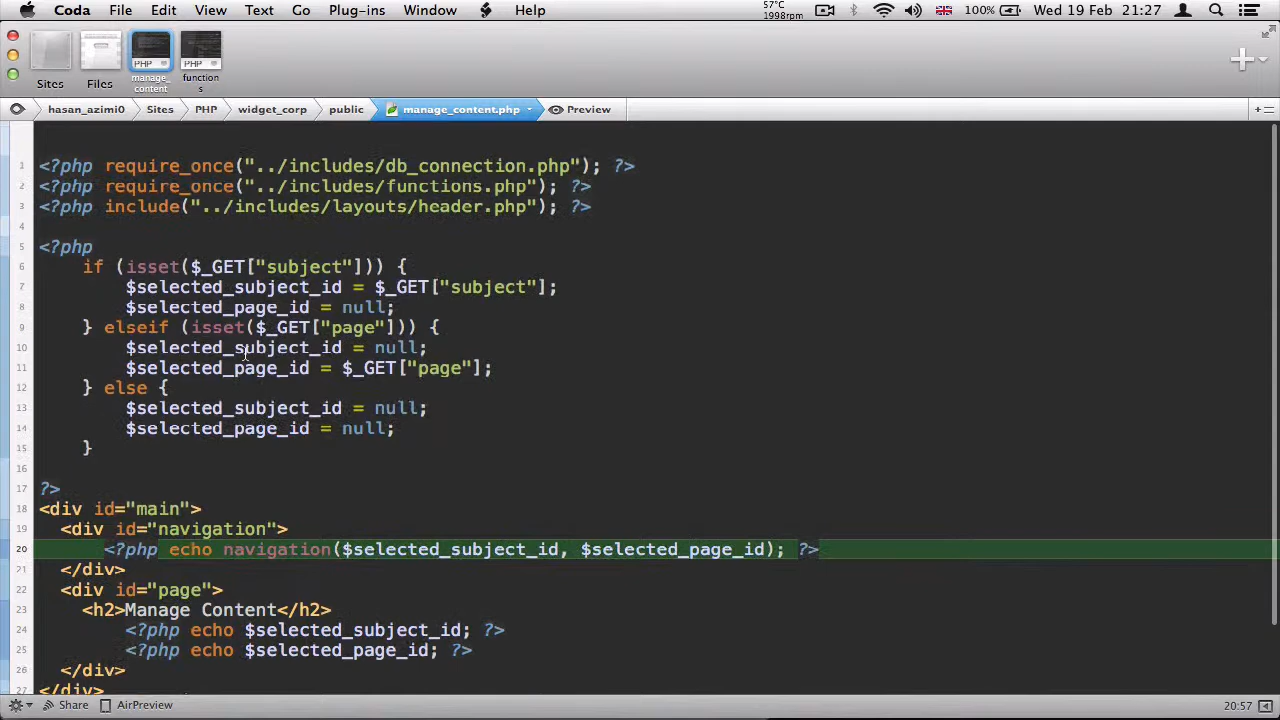 Coda File Edit View Text Go Plug-ins Window Help 57°C 1998rpm 100% Wed 19 Feb 21:27
PHP PHP
Sites Files manage_content functions
hasan_azimi0 Sites PHP widget_corp public manage_content.php Preview
1 <?php require_once("../includes/db_connection.php"); ?>
2 <?php require_once("../includes/functions.php"); ?>
3 <?php include("../includes/layouts/header.php"); ?>
4
5 <?php
6 if (isset($_GET["subject"])) {
7 $selected_subject_id = $_GET["subject"];
8 $selected_page_id = null;
9 } elseif (isset($_GET["page"])) {
10 $selected_subject_id = null;
11 $selected_page_id = $_GET["page"];
12 } else {
13 $selected_subject_id = null;
14 $selected_page_id = null;
15 }
16
17 ?>
18 <div id="main">
19 <div id="navigation">
20 <?php echo navigation($selected_subject_id, $selected_page_id); ?>
21 </div>
22 <div id="page">
23 <h2>Manage Content</h2>
24 <?php echo $selected_subject_id; ?>
25 <?php echo $selected_page_id; ?>
26 </div>
27 </div>
Share AirPreview 20:57